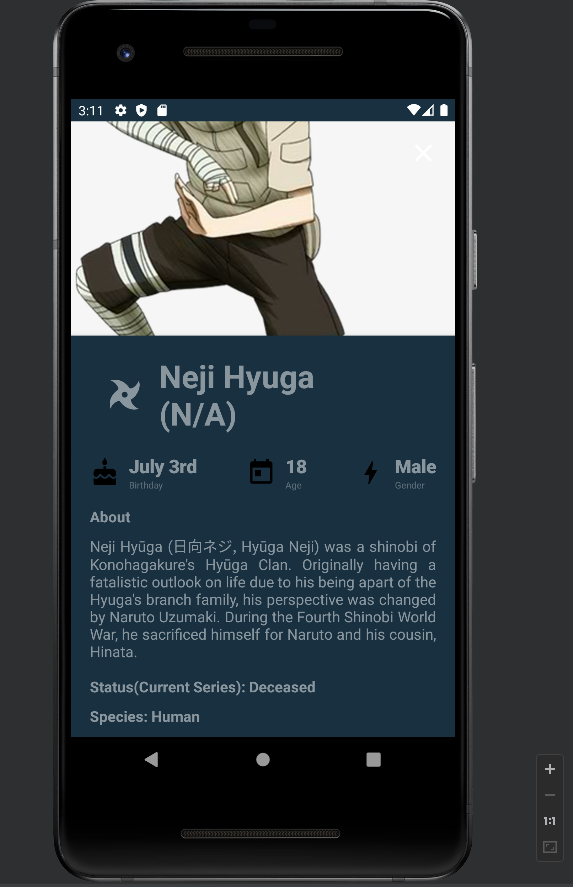 3:11
Neji Hyuga
(N/A)
July 3rd
Birthday
18
Age
Male
Gender
About
Neji Hyūga (日向ネジ, Hyūga Neji) was a shinobi of
Konohagakure's Hyūga Clan. Originally having a
fatalistic outlook on life due to his being apart of the
Hyuga's branch family, his perspective was changed
by Naruto Uzumaki. During the Fourth Shinobi World
War, he sacrificed himself for Naruto and his cousin,
Hinata.
Status(Current Series): Deceased
Species: Human
1:1